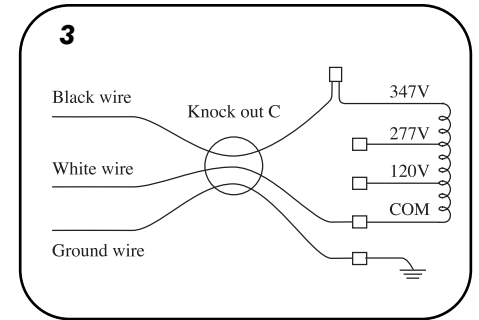 3
Black wire
Knock out C
White wire
Ground wire
347V
277V
120V
COM